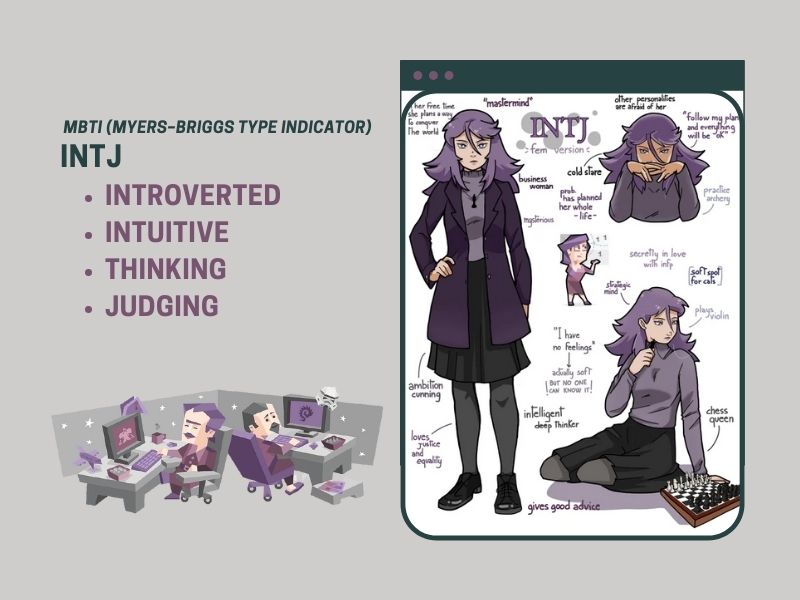 MBTI (MYERS-BRIGGS TYPE INDICATOR)
INTJ
INTROVERTED
INTUITIVE
THINKING
JUDGING
her free time
she plans a way
To conquer
the world
"mastermind"
INTJ
- fem version
other personalities
are afraid of her
"follow my plan
and everything
will be "ok"
cold stare
business
woman
prob.
has planned
her whole
-life-
mysterious
practice
archery
secretly in love
with infp
soft spot
for cats
strategic
mind
plays
violin
"I have
no feelings"
actually soft
BUT NO ONE
CAN KNOW IT!
ambition
cunning
intelligent
deep thinker
chess
queen
loves
justice
and
equality
gives good advice